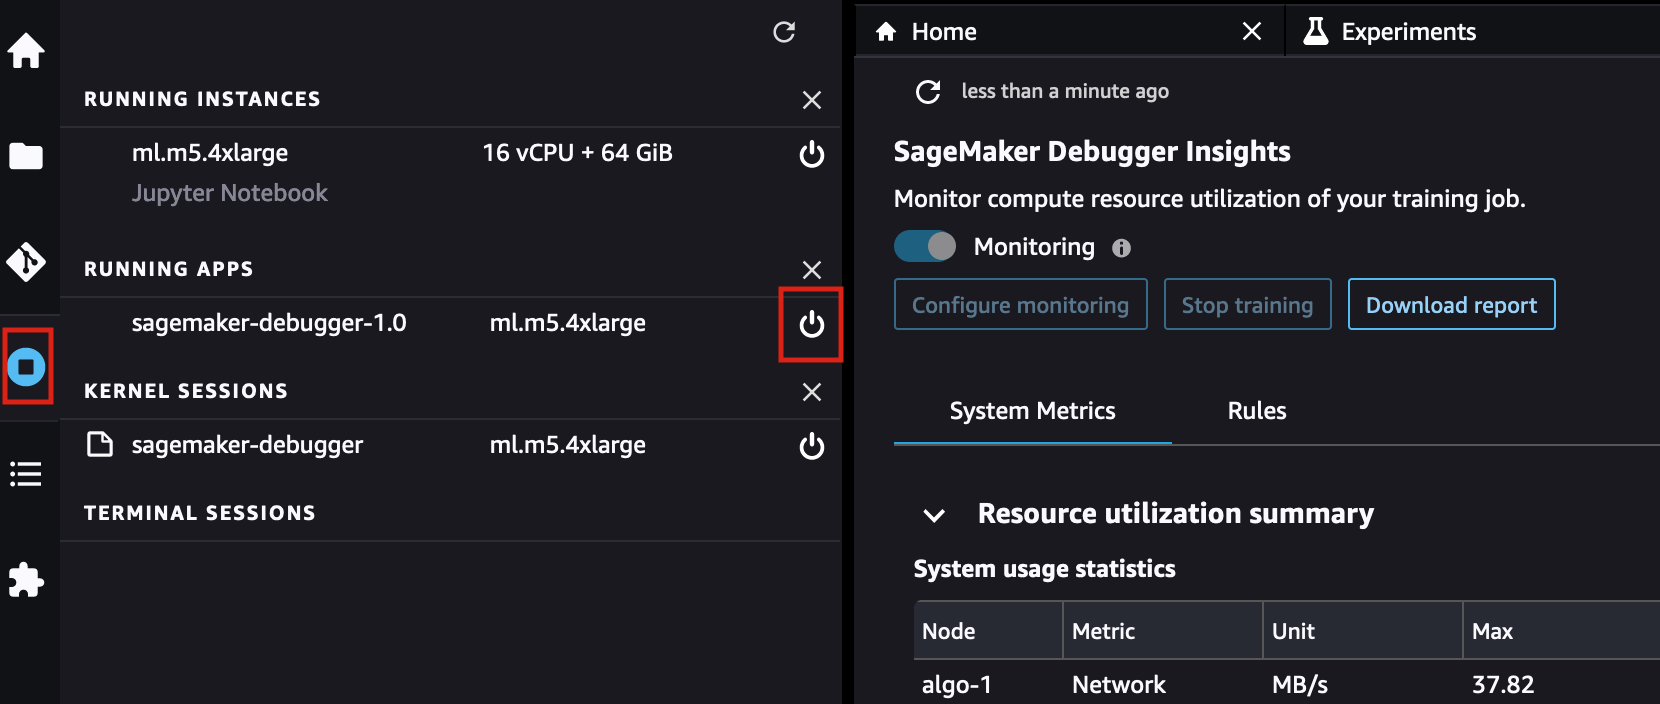 RUNNING INSTANCES
ml.m5.4xlarge 16 vCPU + 64 GiB
Jupyter Notebook
RUNNING APPS
sagemaker-debugger-1.0 ml.m5.4xlarge
KERNEL SESSIONS
sagemaker-debugger ml.m5.4xlarge
TERMINAL SESSIONS
Home
Experiments
less than a minute ago
SageMaker Debugger Insights
Monitor compute resource utilization of your training job.
Monitoring
Configure monitoring Stop training Download report
System Metrics Rules
Resource utilization summary
System usage statistics
Node Metric Unit Max
algo-1 Network MB/s 37.82